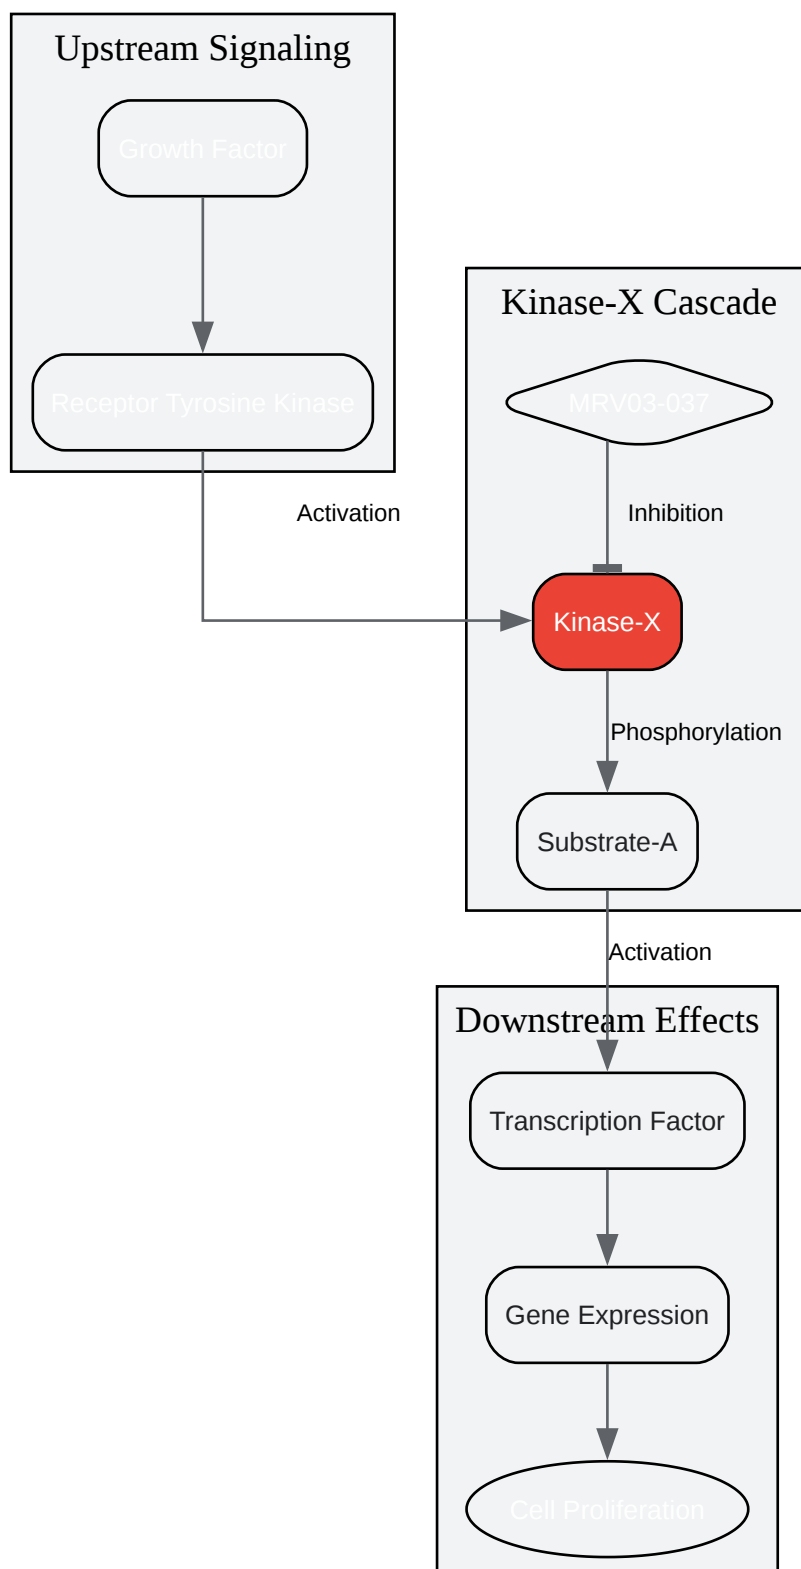 Upstream Signaling
Growth Factor
Receptor Tyrosine Kinase
Activation
Kinase-X Cascade
MRV03-037
Inhibition
Kinase-X
Phosphorylation
Substrate-A
Activation
Downstream Effects
Transcription Factor
Gene Expression
Cell Proliferation